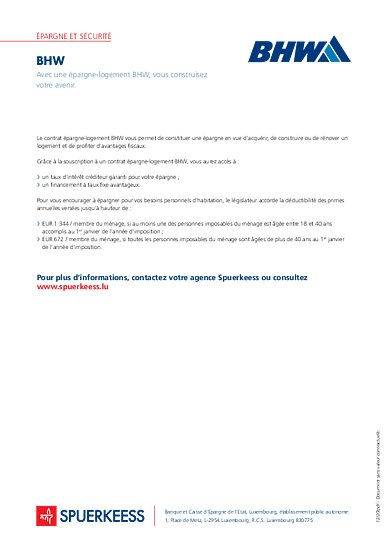 ÉPARGNE ET SÉCURITÉ
BHW
BHW
Avec une épargne-logement BHW, vous construisez
votre avenir.
Le contrat épargne-logement BHW vous permet de constituer une épargne en vue d'acquérir, de construire ou de rénover un
logement et de profiter d'avantages fiscaux.
Grâce à la souscription à un contrat épargne-logement BHW, vous aurez accès à :
un taux d'intérêt créditeur garanti pour votre épargne ;
un financement à taux fixe avantageux.
Pour vous encourager à épargner pour vos besoins personnels d'habitation, le législateur accorde la déductibilité des primes
annuelles versées jusqu'à hauteur de :
EUR 1 344 / membre du ménage, si au moins une des personnes imposables du ménage est âgée entre 18 et 40 ans
accomplis au 1er janvier de l'année d'imposition ;
EUR 672 / membre du ménage, si toutes les personnes imposables du ménage sont âgées de plus de 40 ans au 1er janvier
de l'année d'imposition.
Pour plus d'informations, contactez votre agence Spuerkeess ou consultez
www.spuerkeess.lu
SPUERKEESS
Banque et Caisse d'Épargne de l'Etat, Luxembourg, établissement public autonome
1, Place de Metz, L-2954 Luxembourg, R.C.S. Luxembourg B30775
Document sans valeur contractuelle.